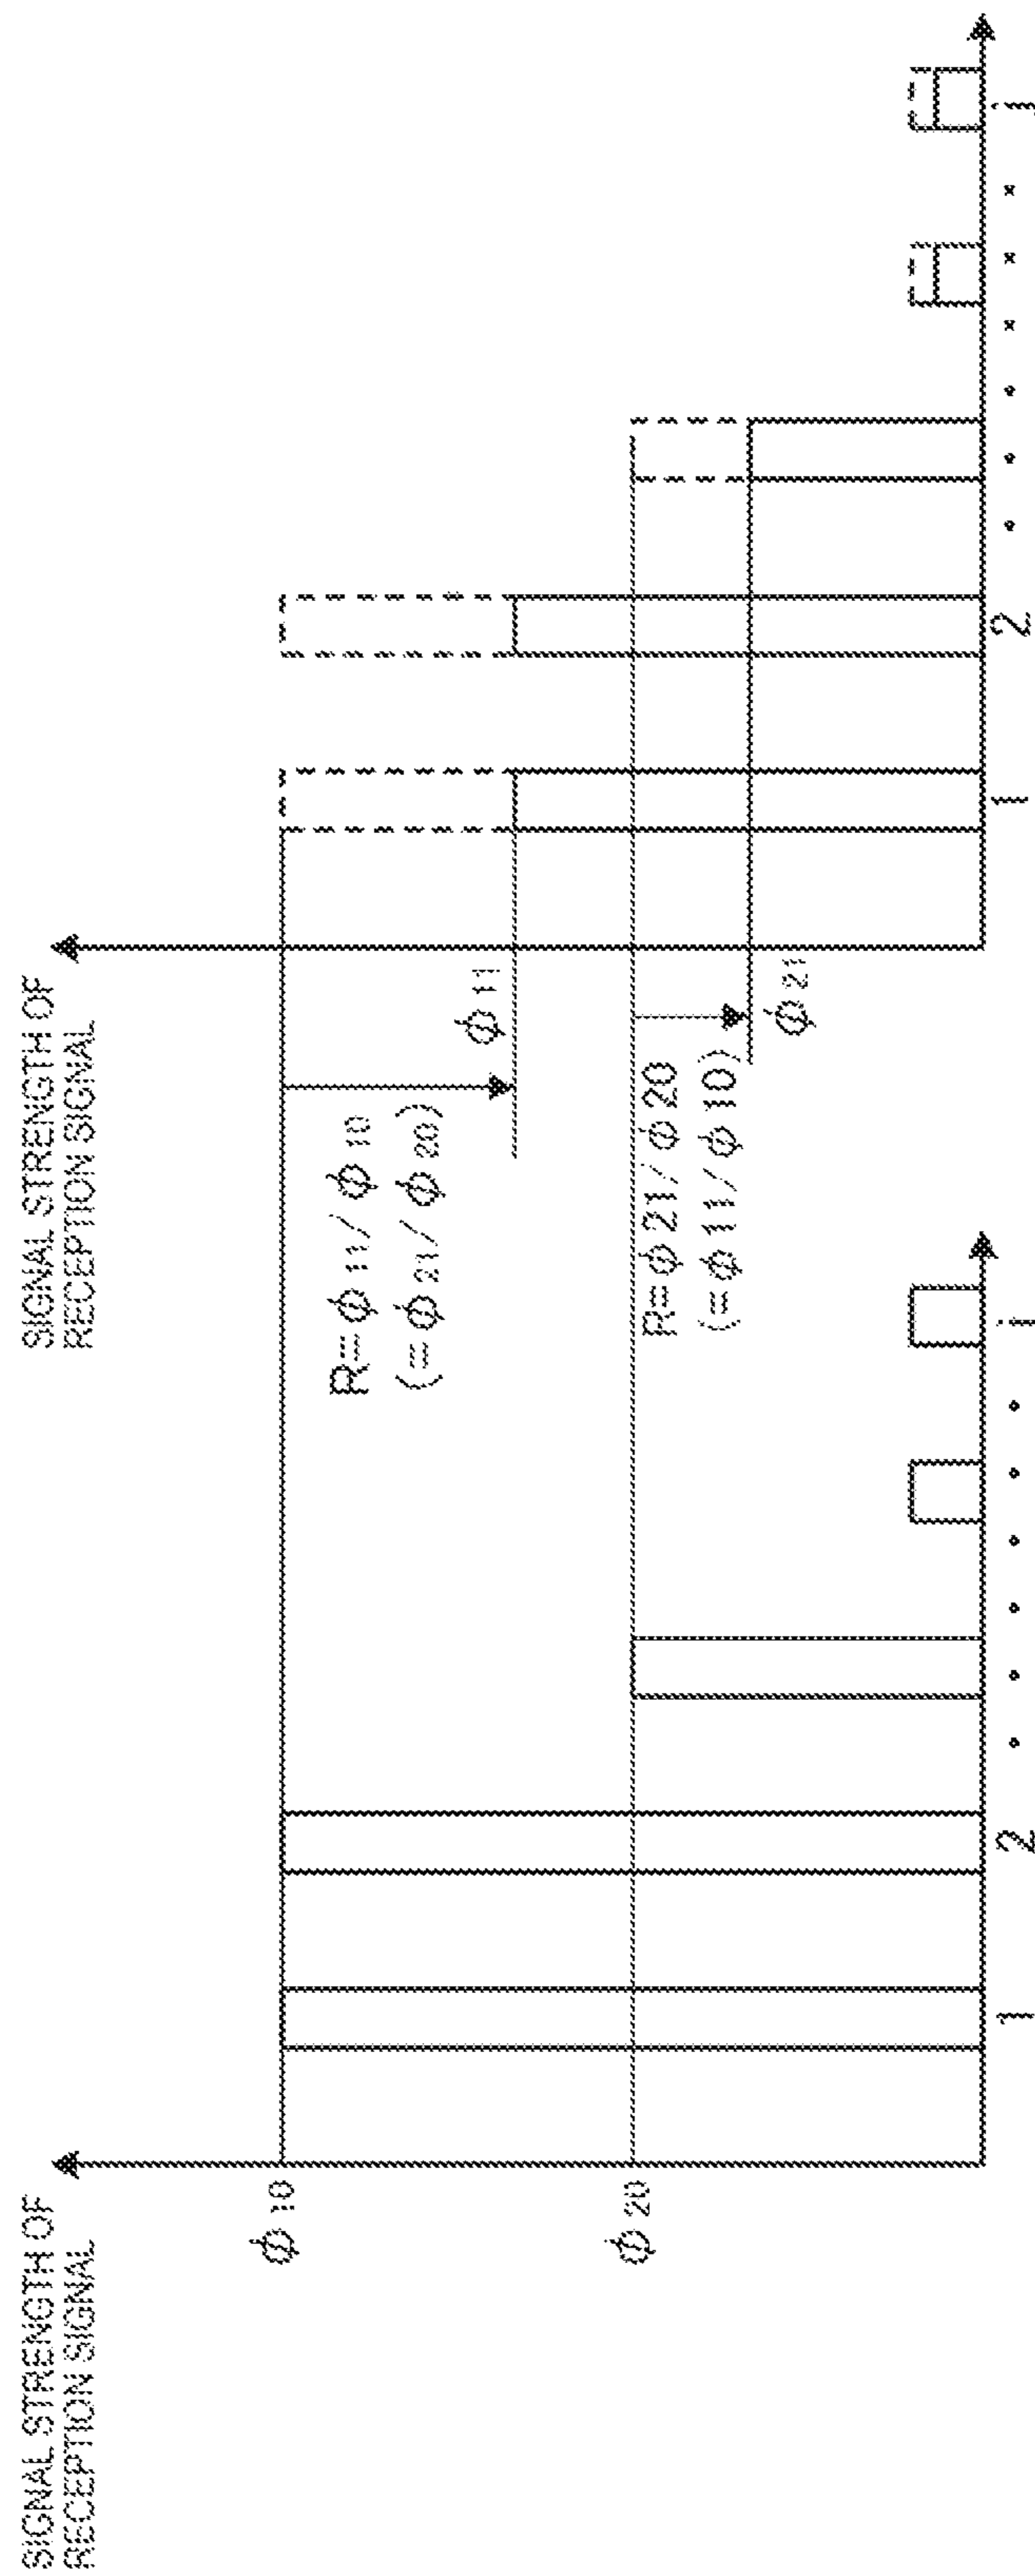 SIGNAL STRENGTH OF
RECEPTION SIGNAL
Φ10
Φ20
1 2 • • • • • • i
SIGNAL STRENGTH OF
RECEPTION SIGNAL
R=Φ11/Φ10
(=Φ21/Φ20)
Φ11
R=Φ21/Φ20
(=Φ11/Φ10)
Φ21
1 2 • • • • • • j